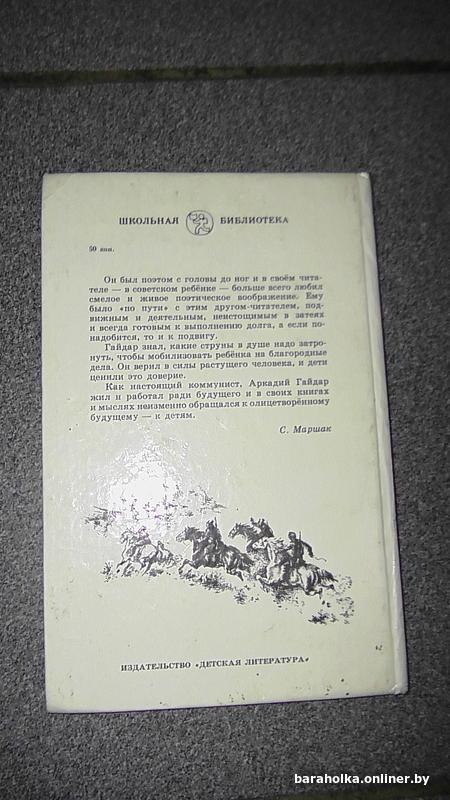 ШКОЛЬНАЯ БИБЛИОТЕКА
50 коп.
Он был поэтом с головы до ног и в своём чита-
теле — в советском ребёнке — больше всего любил
смелое и живое поэтическое воображение. Ему
было «по пути» с этим другом-читателем, под-
вижным и деятельным, неистощимым в затеях
и всегда готовым к выполнению долга, а если по-
надобится, то и к подвигу.
Гайдар знал, какие струны в душе надо затро-
нуть, чтобы мобилизовать ребёнка на благородные
дела. Он верил в силы растущего человека, и дети
ценили это доверие.
Как настоящий коммунист, Аркадий Гайдар
жил и работал ради будущего и в своих книгах
и мыслях неизменно обращался к олицетворённому
будущему — к детям.
С. Маршак
ИЗДАТЕЛЬСТВО «ДЕТСКАЯ ЛИТЕРАТУРА»
baraholka.onliner.by